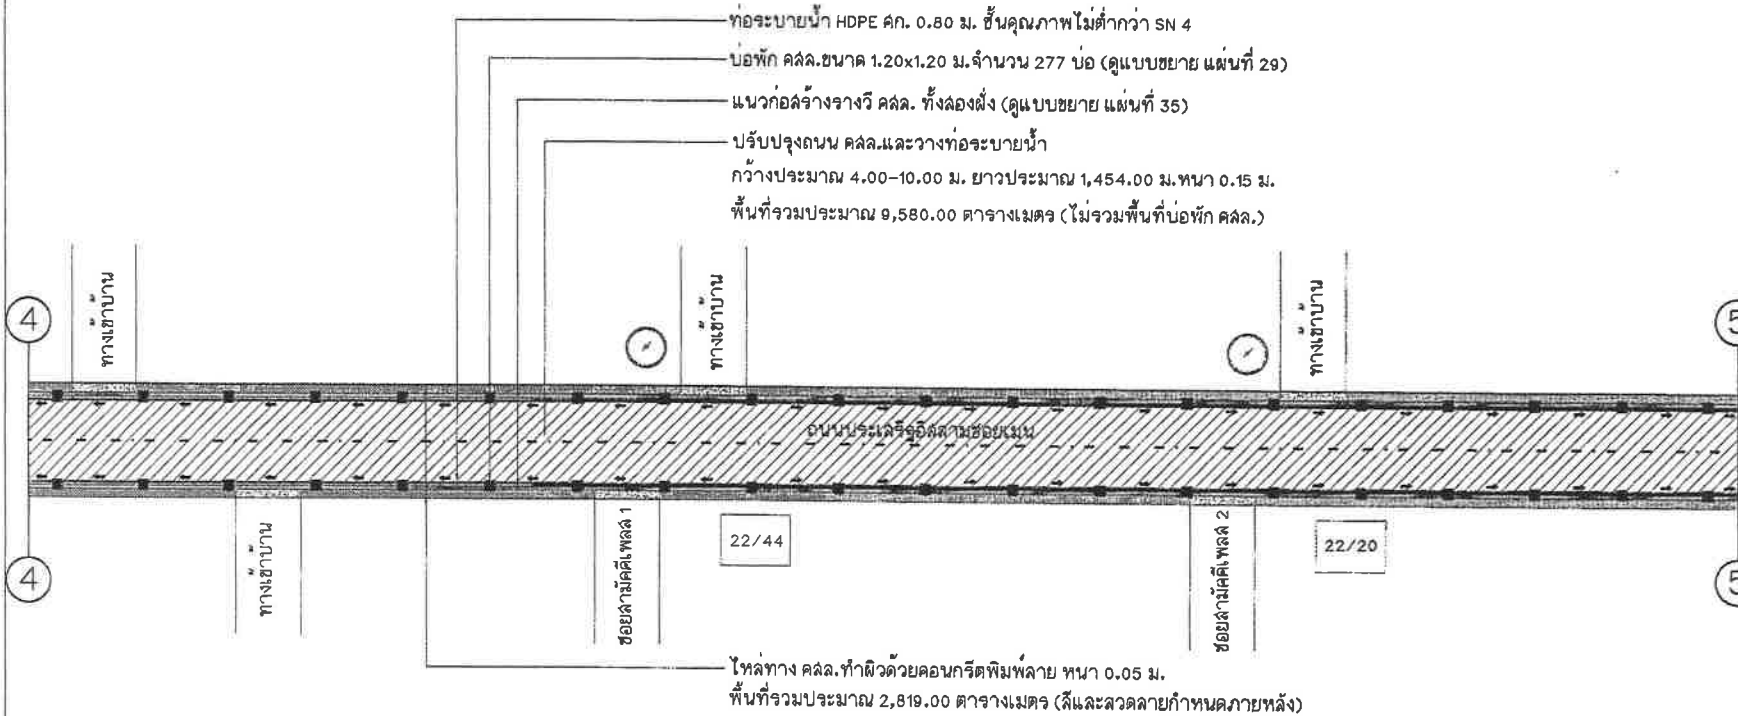 ท่อระบายน้ำ HDPE ศก. 0.80 ม. ชั้นคุณภาพไม่ต่ำกว่า SN 4
บ่อพัก คสล.ขนาด 1.20x1.20 ม.จำนวน 277 บ่อ (ดูแบบขยาย แผ่นที่ 29)
แนวก่อสร้างรางวี คสล. ทั้งสองฝั่ง (ดูแบบขยาย แผ่นที่ 35)
ปรับปรุงถนน คสล.และวางท่อระบายน้ำ
กว้างประมาณ 4.00-10.00 ม. ยาวประมาณ 1,454.00 ม.หนา 0.15 ม.
พื้นที่รวมประมาณ 9,580.00 ตารางเมตร (ไม่รวมพื้นที่บ่อพัก คสล.)
ทางเข้าบ้าน
ทางเข้าบ้าน
ทางเข้าบ้าน
4
5
ถนนประเสริฐอิสลามซอยเมน
4
5
ทางเข้าบ้าน
ซอยสามัคคีเพลส 1
22/44
ซอยสามัคคีเพลส 2
22/20
ไหล่ทาง คสล.ทำผิวด้วยคอนกรีตพิมพ์ลาย หนา 0.05 ม.
พื้นที่รวมประมาณ 2,819.00 ตารางเมตร (สีและลวดลายกำหนดภายหลัง)